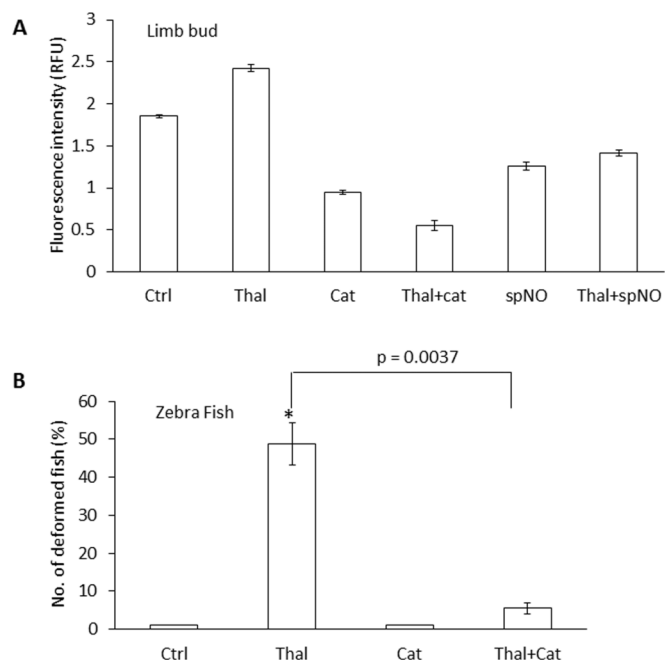 A
Limb bud
Fluorescence intensity (RFU)
3
2.5
2
1.5
1
0.5
0
Ctrl Thal Cat Thal+cat spNO Thal+spNO
p = 0.0037
B
Zebra Fish
No. of deformed fish (%)
60
50
40
30
20
10
0
*
Ctrl Thal Cat Thal+Cat